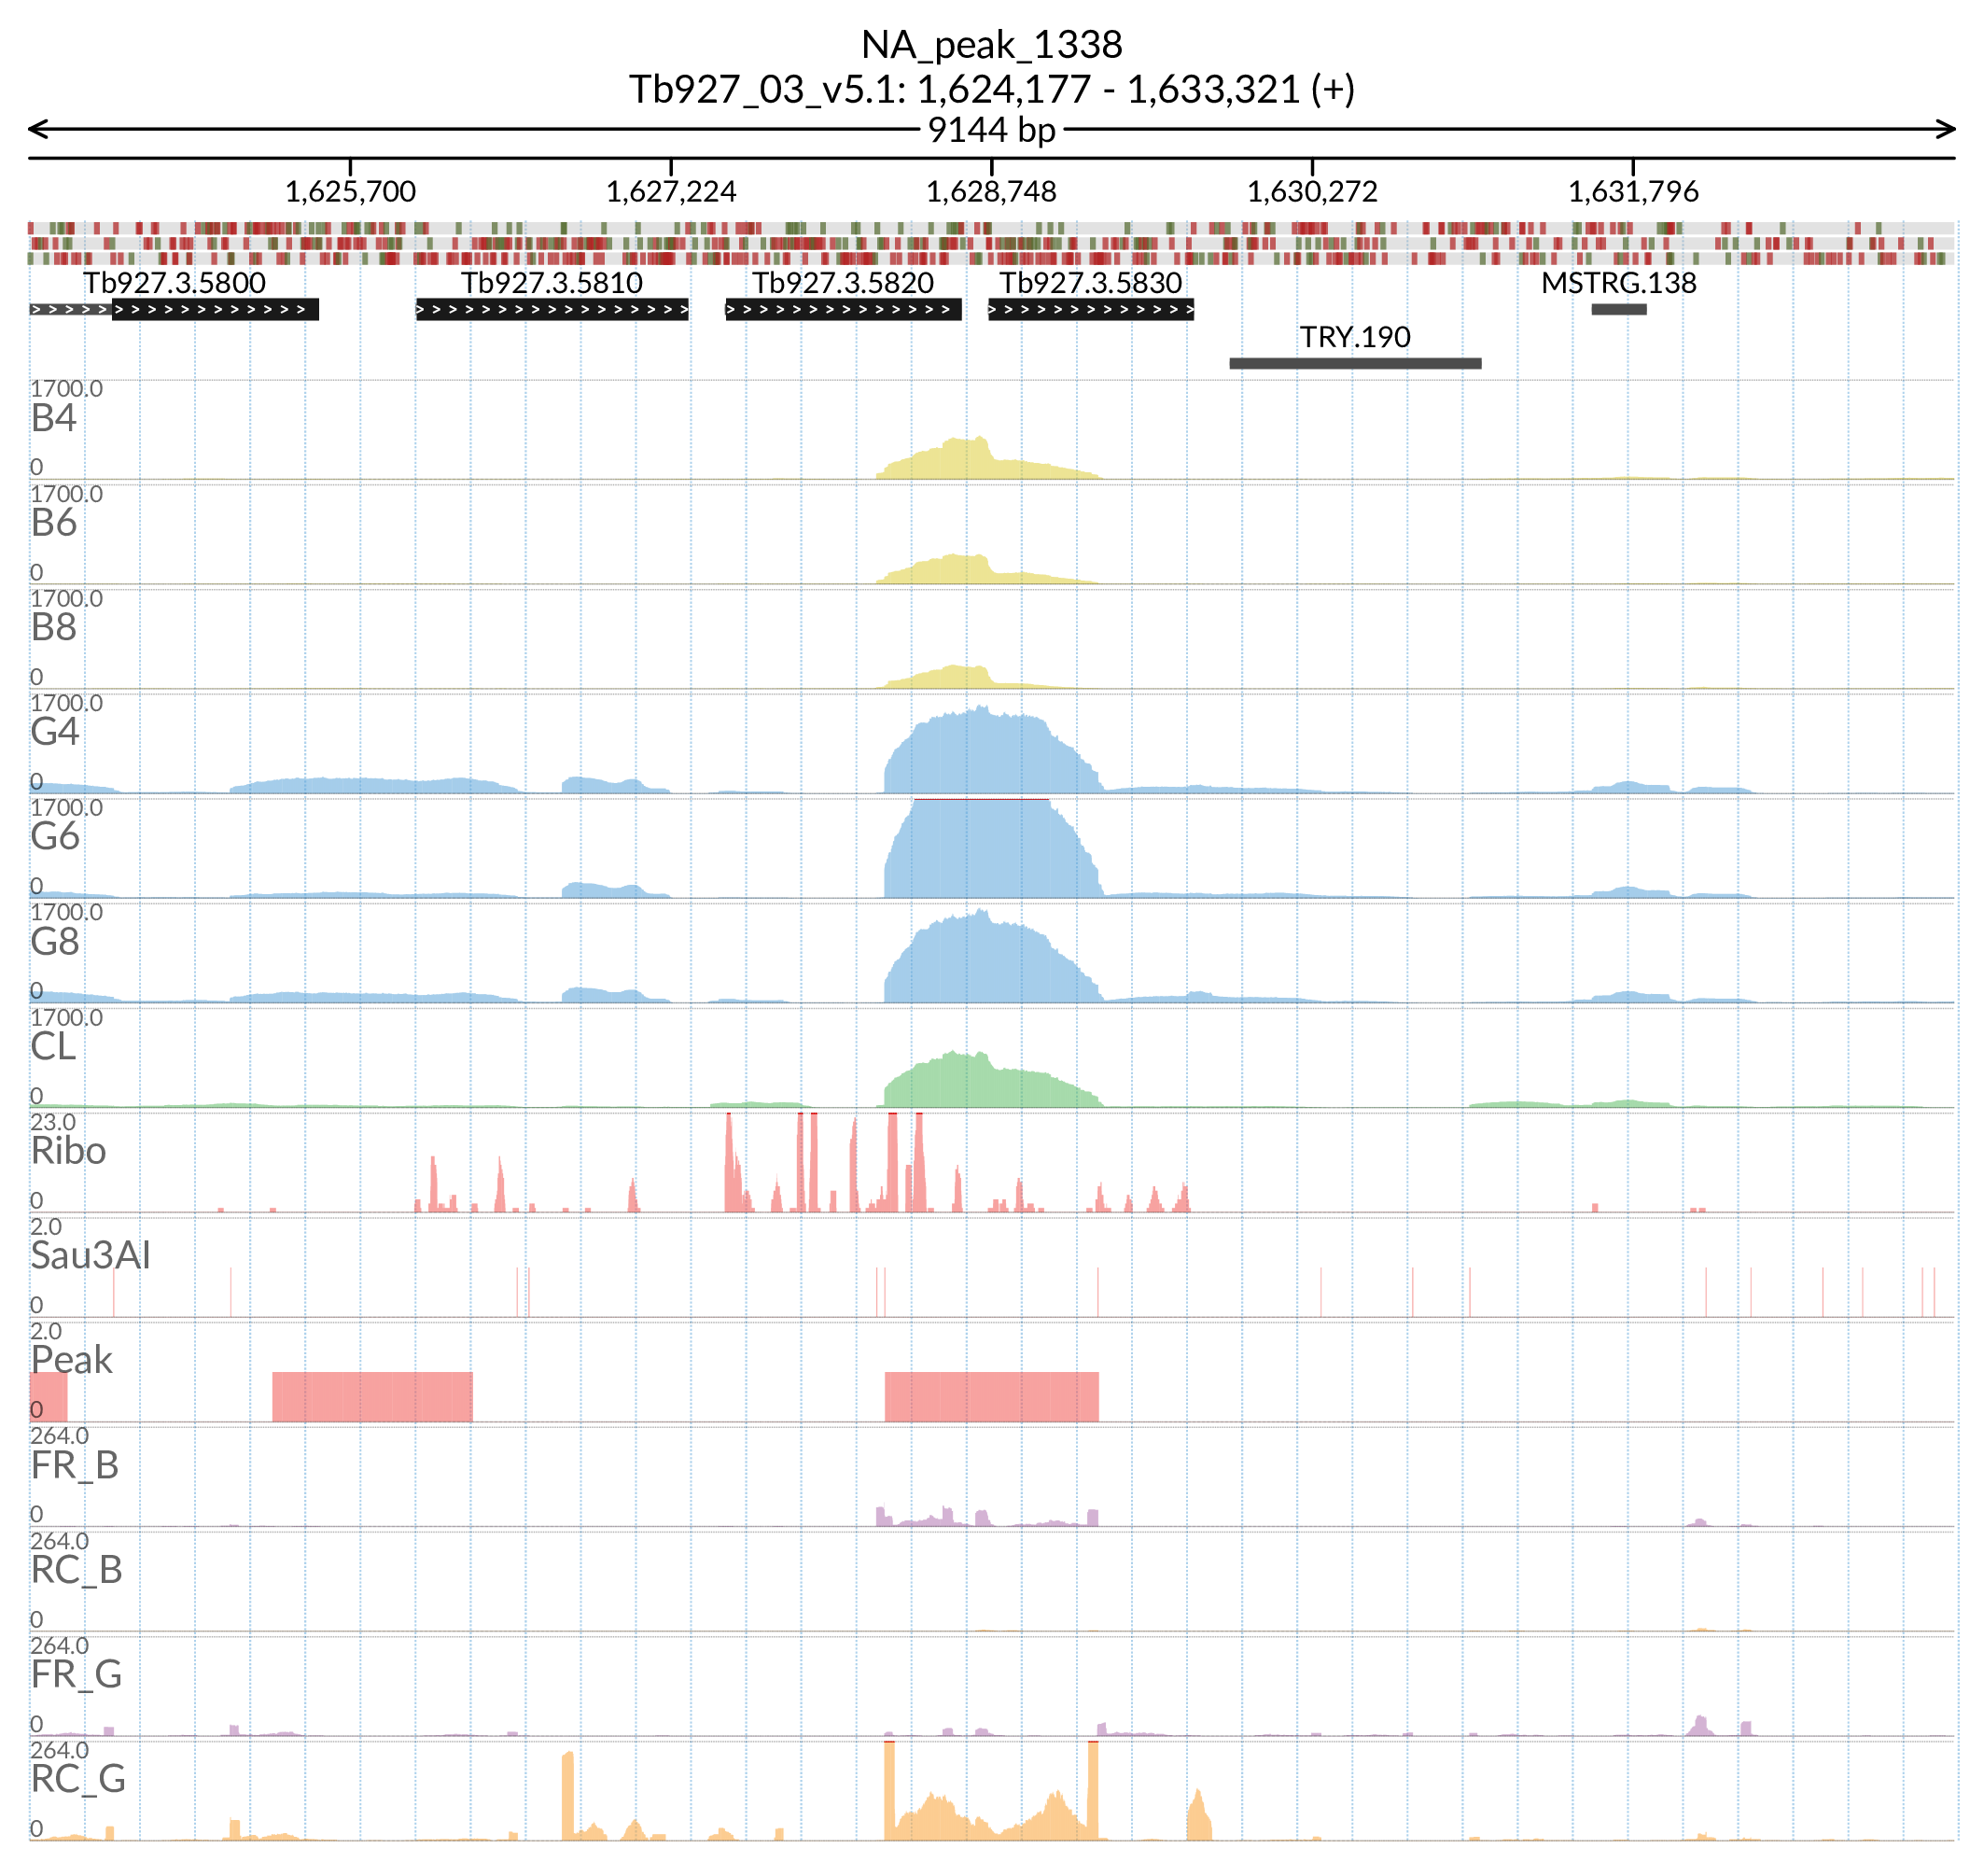 NA_peak_1338
Tb927_03_v5.1: 1,624,177 - 1,633,321 (+)
9144 bp
1,625,700 1,627,224 1,628,748 1,630,272 1,631,796
Tb927.3.5800 Tb927.3.5810 Tb927.3.5820 Tb927.3.5830 MSTRG.138
TRY.190
1700.0
B4
0
1700.0
B6
0
1700.0
B8
0
1700.0
G4
0
1700.0
G6
0
1700.0
G8
0
1700.0
CL
0
23.0
Ribo
0
2.0
Sau3AI
0
2.0
Peak
0
264.0
FR_B
0
264.0
RC_B
0
264.0
FR_G
0
264.0
RC_G
0